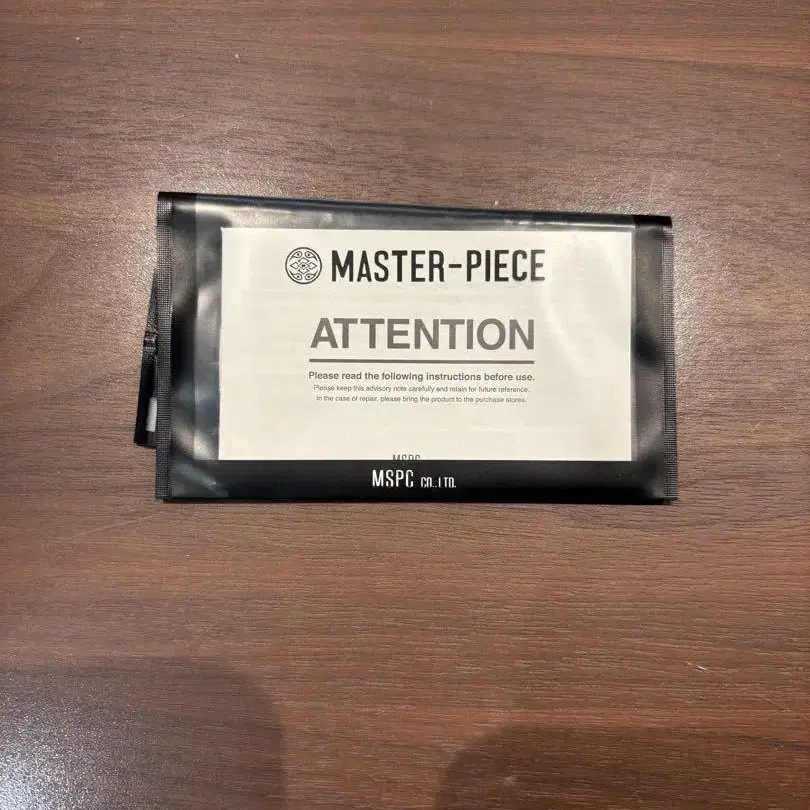 MASTER-PIECE
ATTENTION
Please read the following instructions before use.
Please keep this advisory note carefully and retain for future reference.
In the case of repair, please bring the product to the purchase stores.
MSPC
MSPC CO.,LTD.